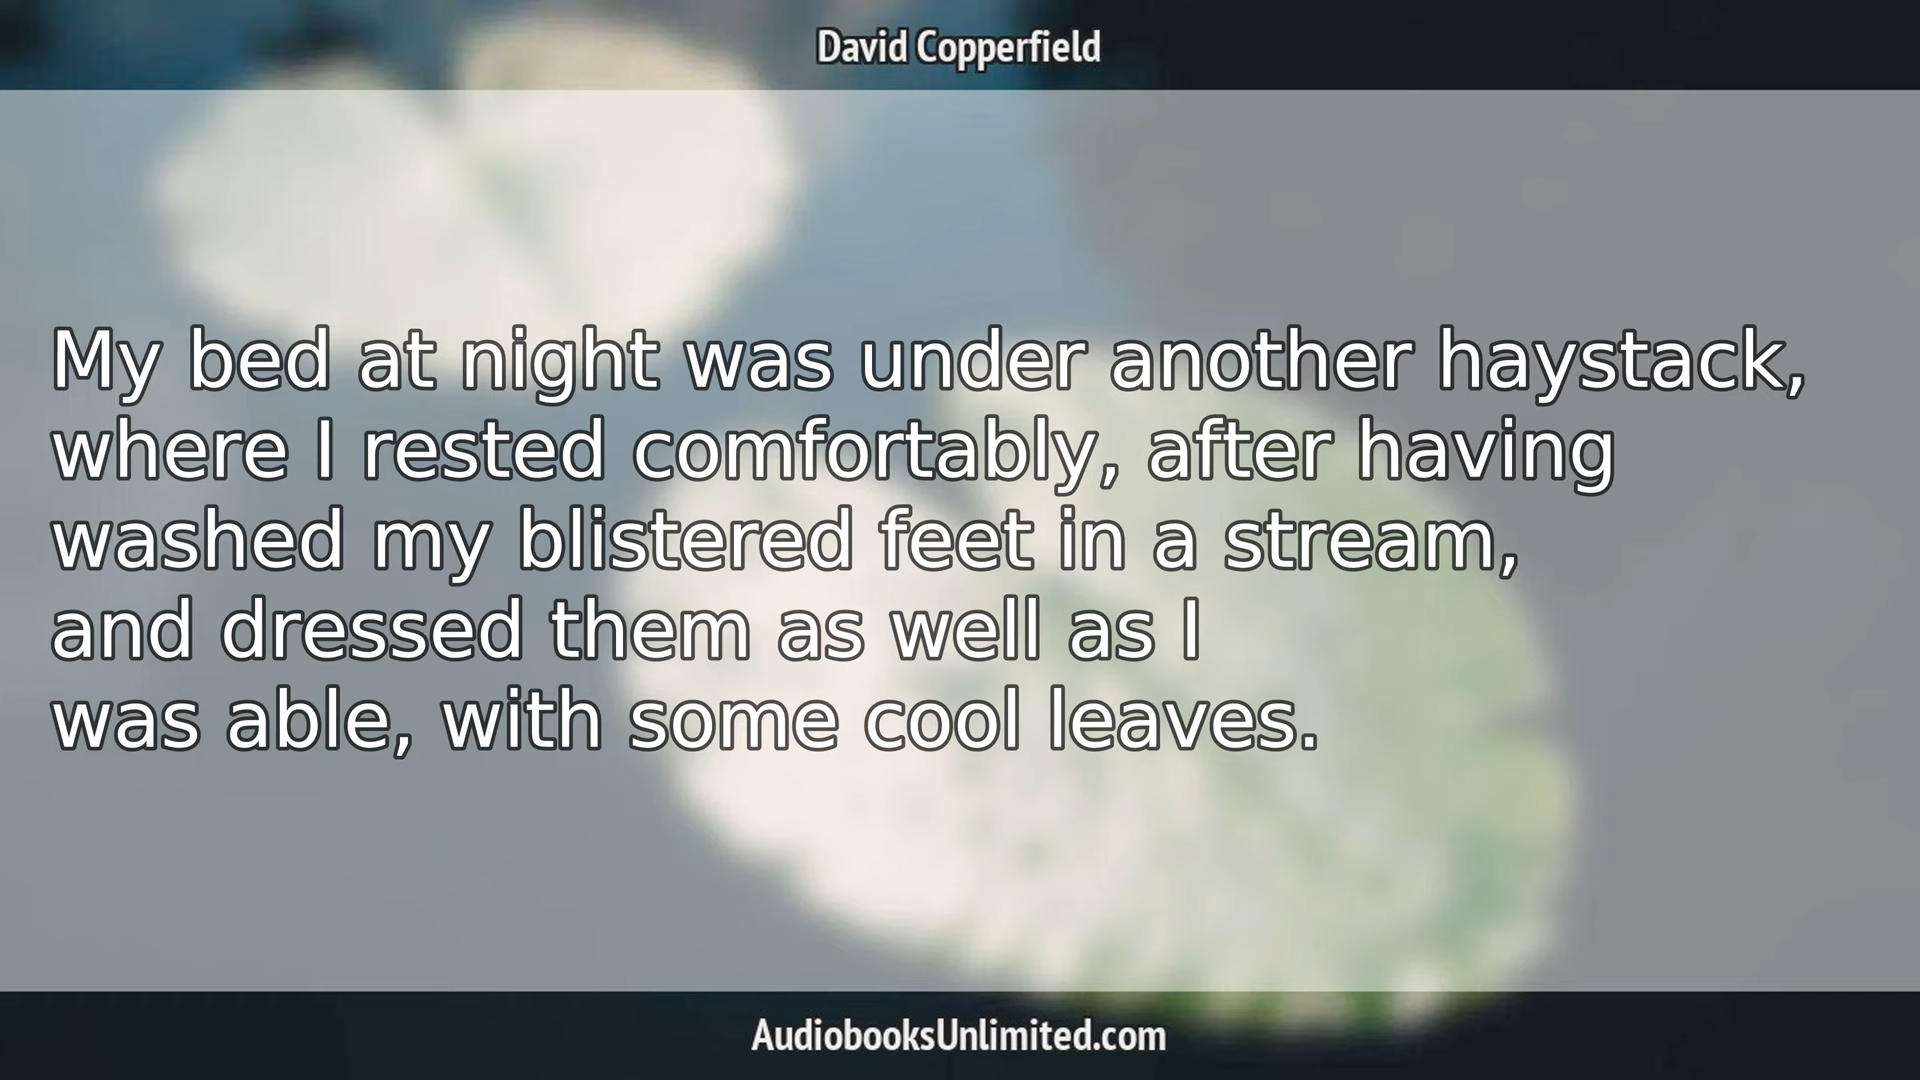 David Copperfield
My bed at night was under another haystack,
where I rested comfortably, after having
washed my blistered feet in a stream,
and dressed them as well as I
was able, with some cool leaves.
AudiobooksUnlimited.com